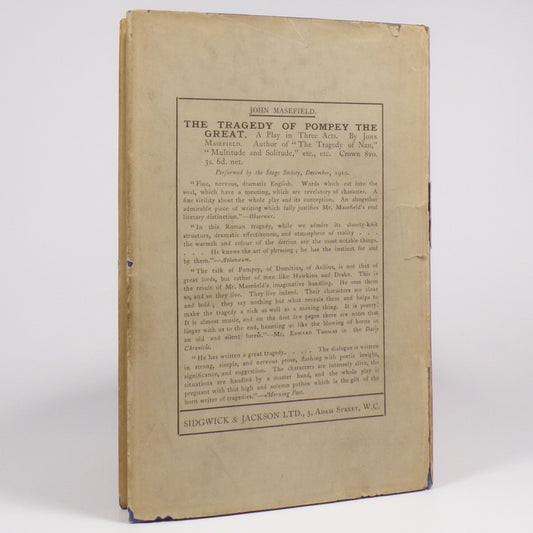 JOHN MASEFIELD.
THE TRAGEDY OF POMPEY THE
GREAT. A Play in Three Acts. By JOHN
MASEFIELD. Author of "The Tragedy of Nan,"
"Multitude and Solitude," etc., etc. Crown 8vo.
3s. 6d. net.
Performed by the Stage Society, December, 1910.
"Fine, nervous, dramatic English. Words which eat into the
soul, which have a meaning, which are revelatory of character. A
fine virility about the whole play and its conception. An altogether
admirable piece of writing which fully justifies Mr. Masefield's real
literary distinction."—Observer.
"In this Roman tragedy, while we admire its closely-knit
structure, dramatic effectiveness, and atmosphere of reality . . .
the warmth and colour of the diction are the most notable things.
. . . He knows the art of phrasing; he has the instinct for and
by them."—Athenæum.
"The talk of Pompey, of Domitius, of Acilius, is not that of
great lords, but rather of men like Hawkins and Drake. This is
the result of Mr. Masefield's imaginative handling. He sees them
so, and so they live. They live indeed. Their characters are clear
and bold; they say nothing but what reveals them and helps to
make the tragedy a rich as well as a moving thing. It is poetry.
It is almost music, and on the first few pages there are notes that
linger with us to the end, haunting us like the blowing of horns in
an old and silent forest."—Mr. EDWARD THOMAS in the Daily
Chronicle.
"He has written a great tragedy. . . . The dialogue is written
in strong, simple, and nervous prose, flashing with poetic insight,
significance, and suggestion. The characters are intensely alive, the
situations are handled by a master hand, and the whole play is
pregnant with that high and solemn pathos which is the gift of the
born writer of tragedies."—Morning Post.
SIDGWICK & JACKSON LTD., 3, ADAM STREET, W.C.